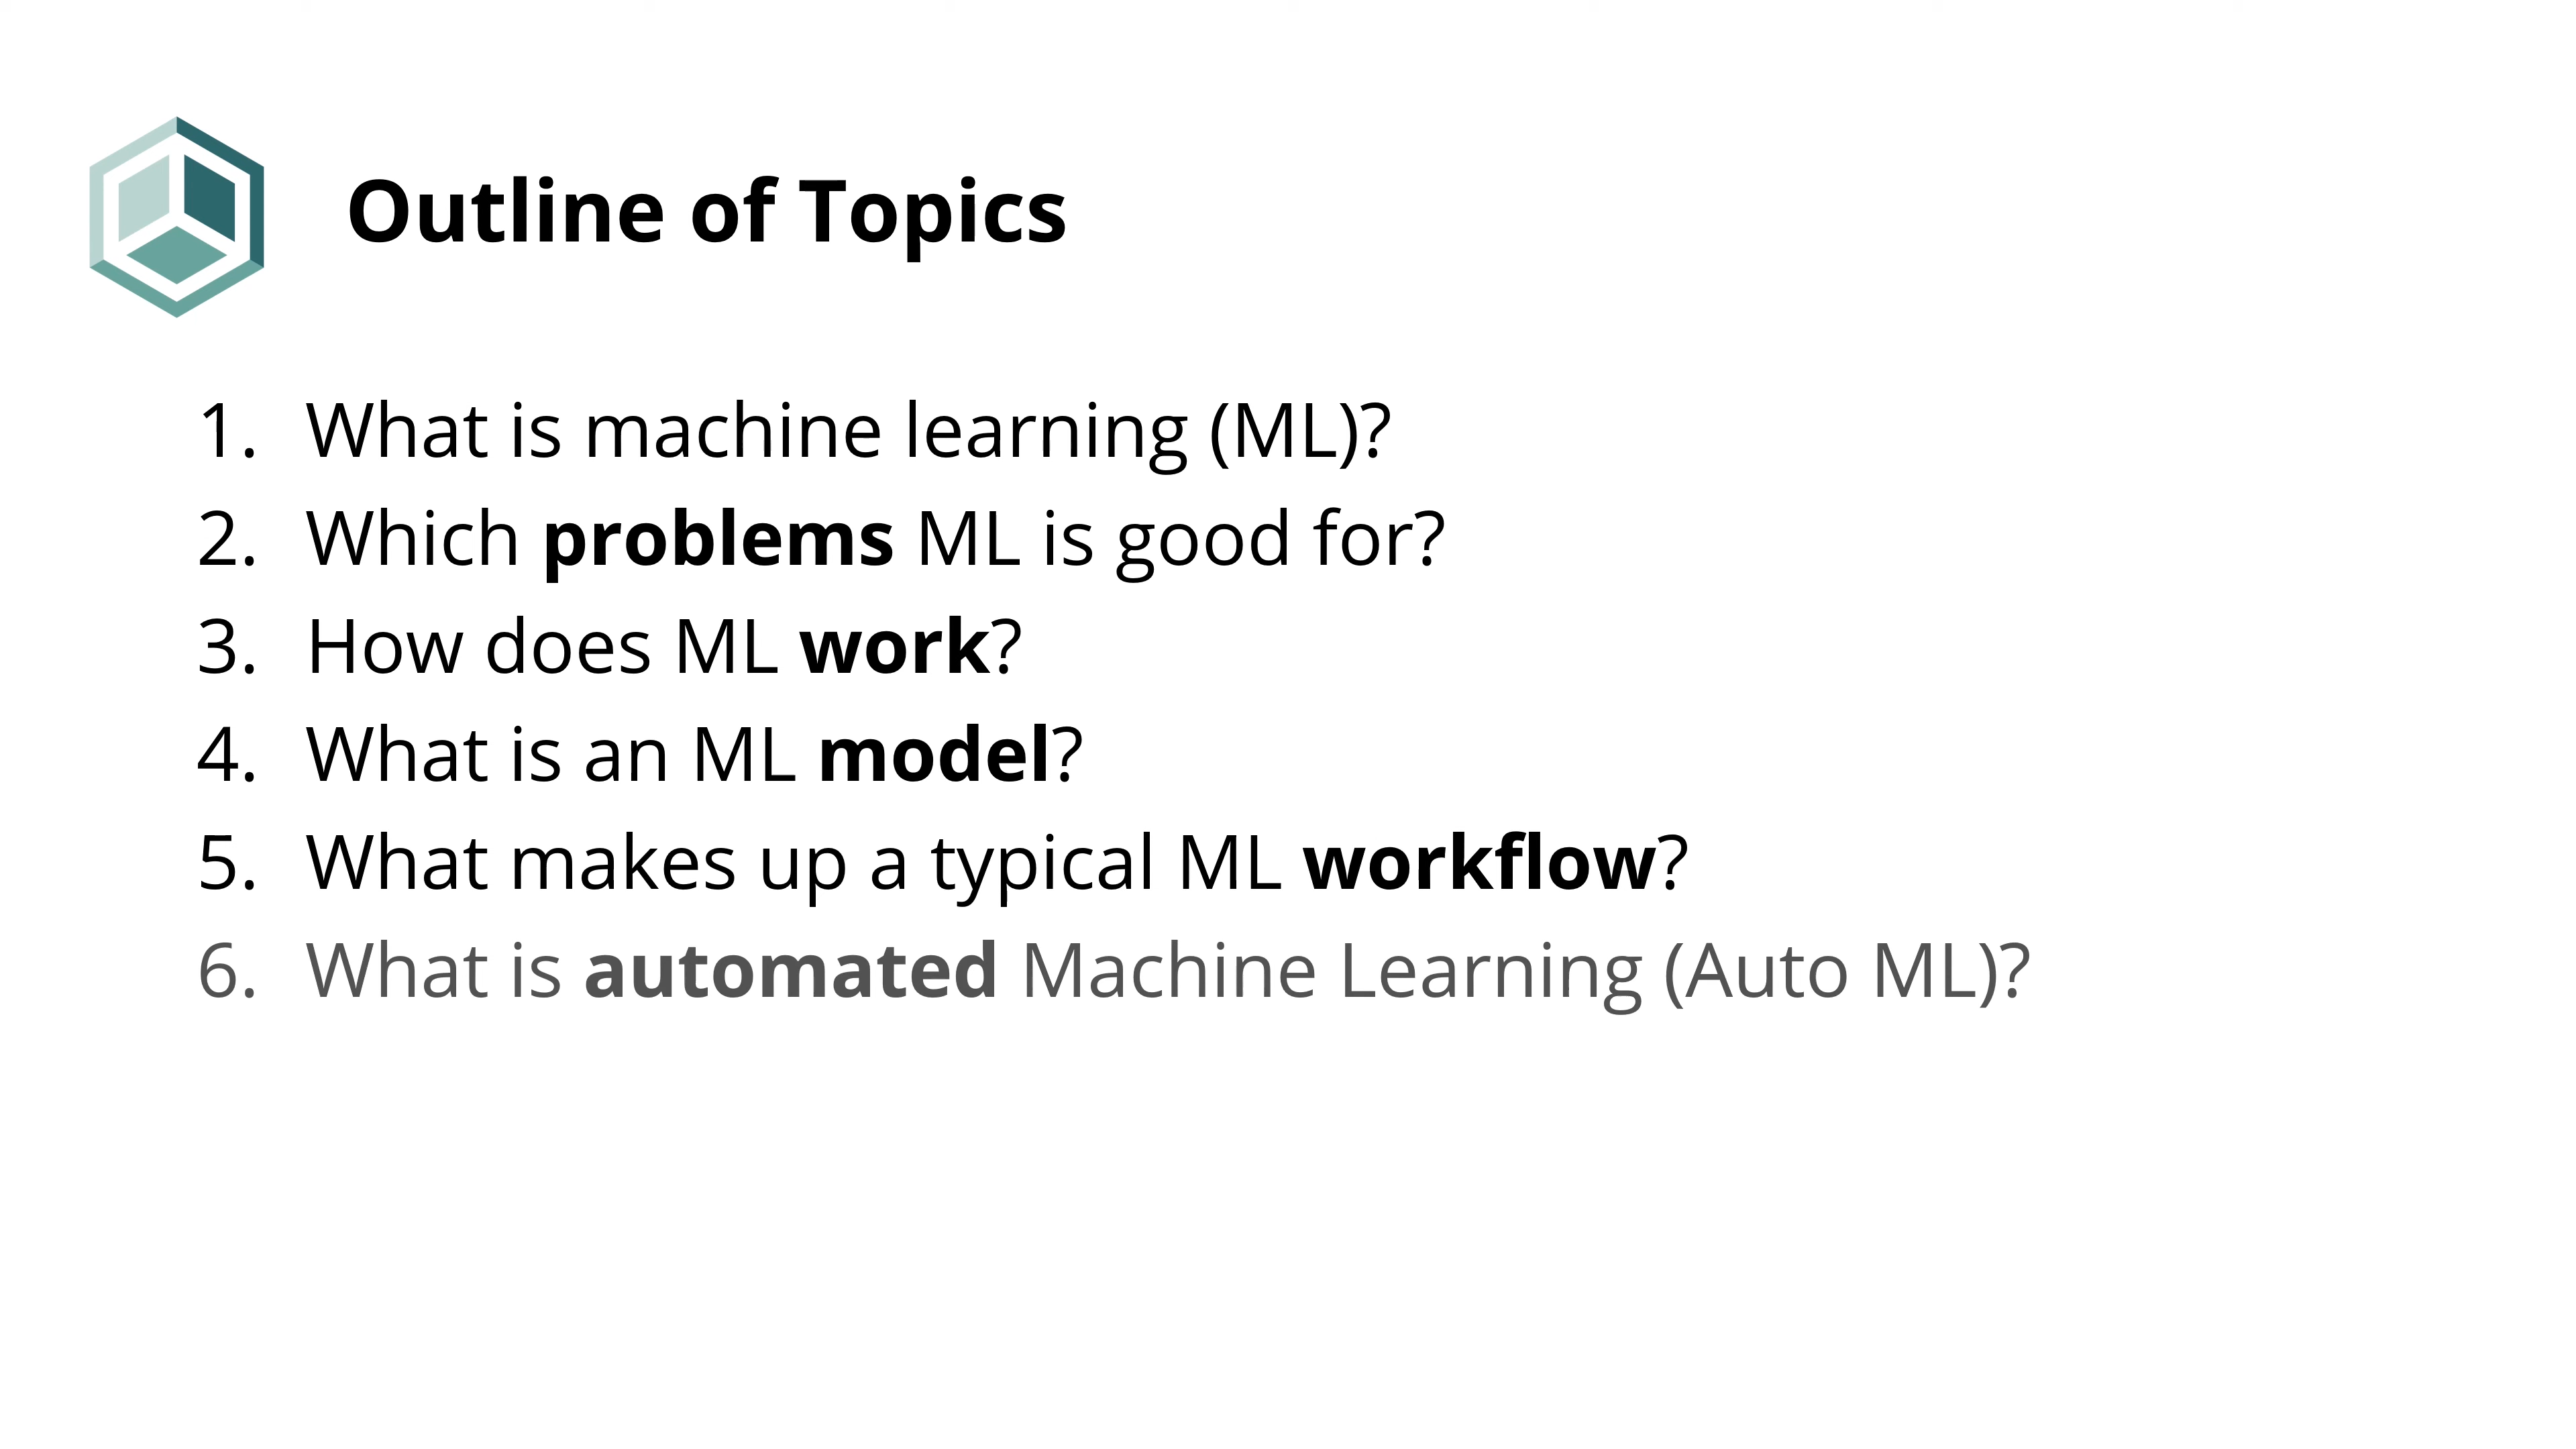 Outline of Topics
1. What is machine learning (ML)?
2. Which problems ML is good for?
3. How does ML work?
4. What is an ML model?
5. What makes up a typical ML workflow?
6. What is automated Machine Learning (Auto ML)?